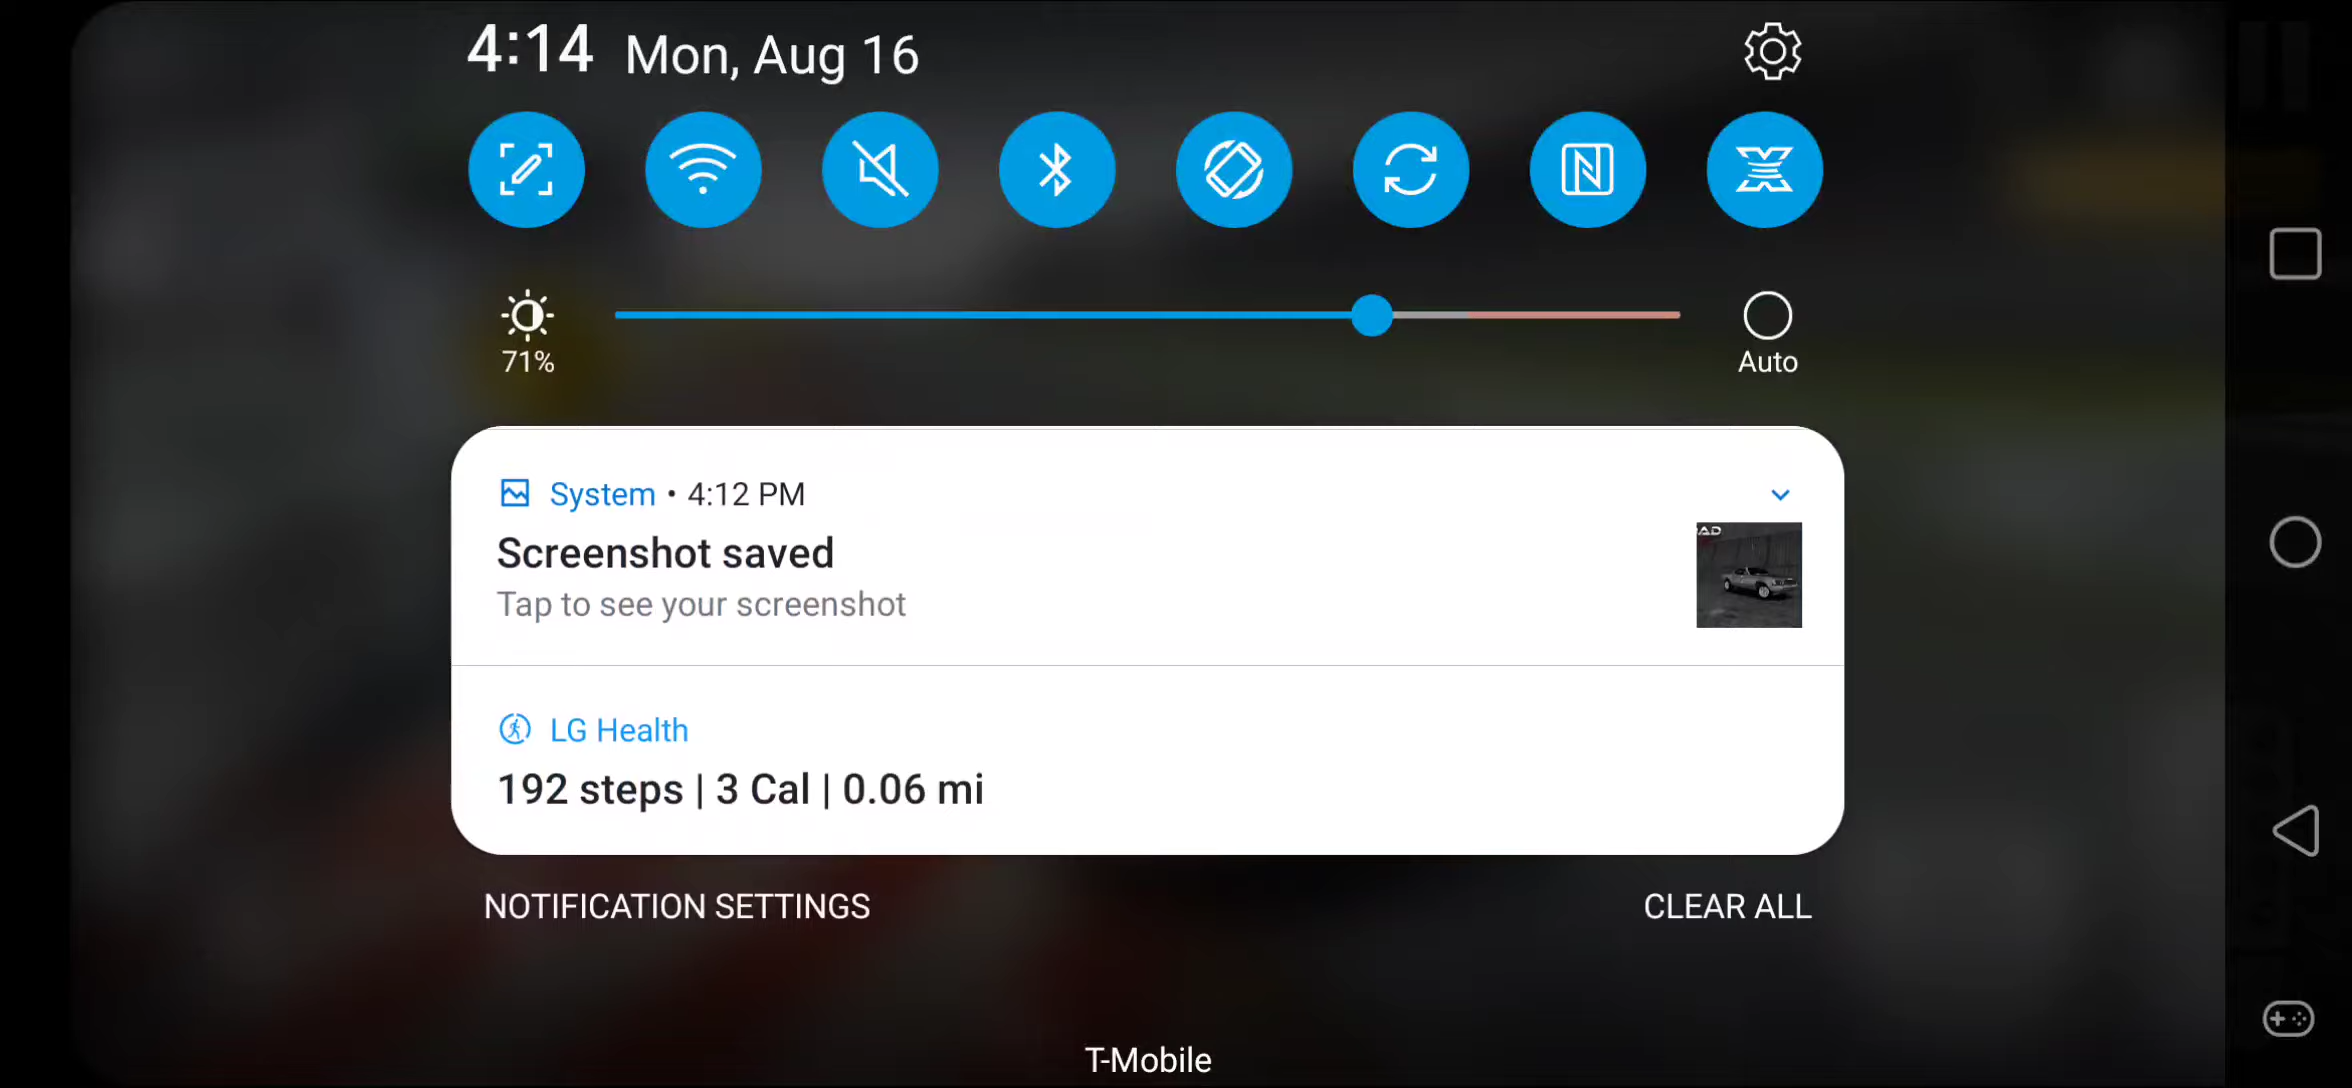 4:14 Mon, Aug 16
71%
Auto
System • 4:12 PM
Screenshot saved
Tap to see your screenshot
LG Health
192 steps | 3 Cal | 0.06 mi
NOTIFICATION SETTINGS
CLEAR ALL
T-Mobile